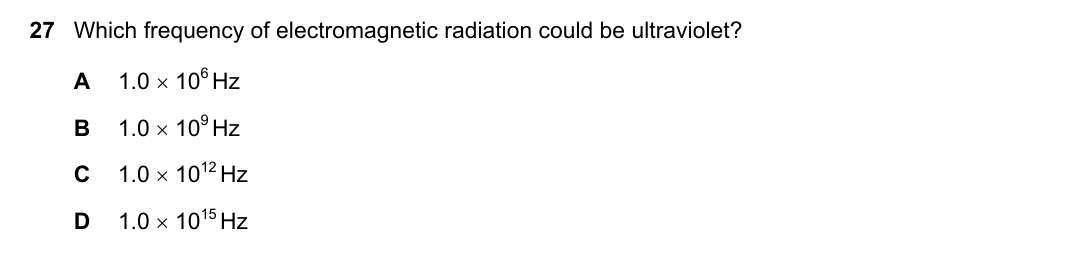 27 Which frequency of electromagnetic radiation could be ultraviolet?
A 1.0 × 10⁶ Hz
B 1.0 × 10⁹ Hz
C 1.0 × 10¹² Hz
D 1.0 × 10¹⁵ Hz